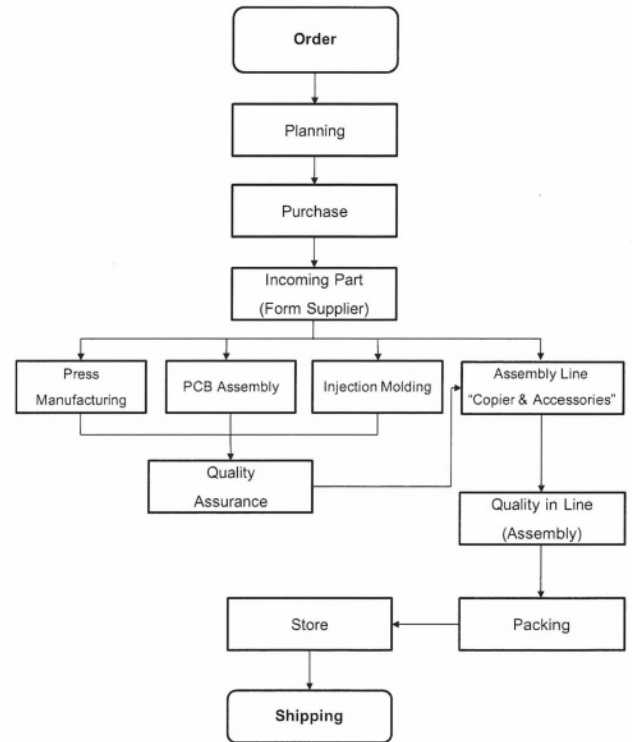 Order
Planning
Purchase
Incoming Part
(Form Supplier)
Press
Manufacturing
PCB Assembly
Injection Molding
Assembly Line
“Copier & Accessories”
Quality
Assurance
Quality in Line
(Assembly)
Store
Packing
Shipping